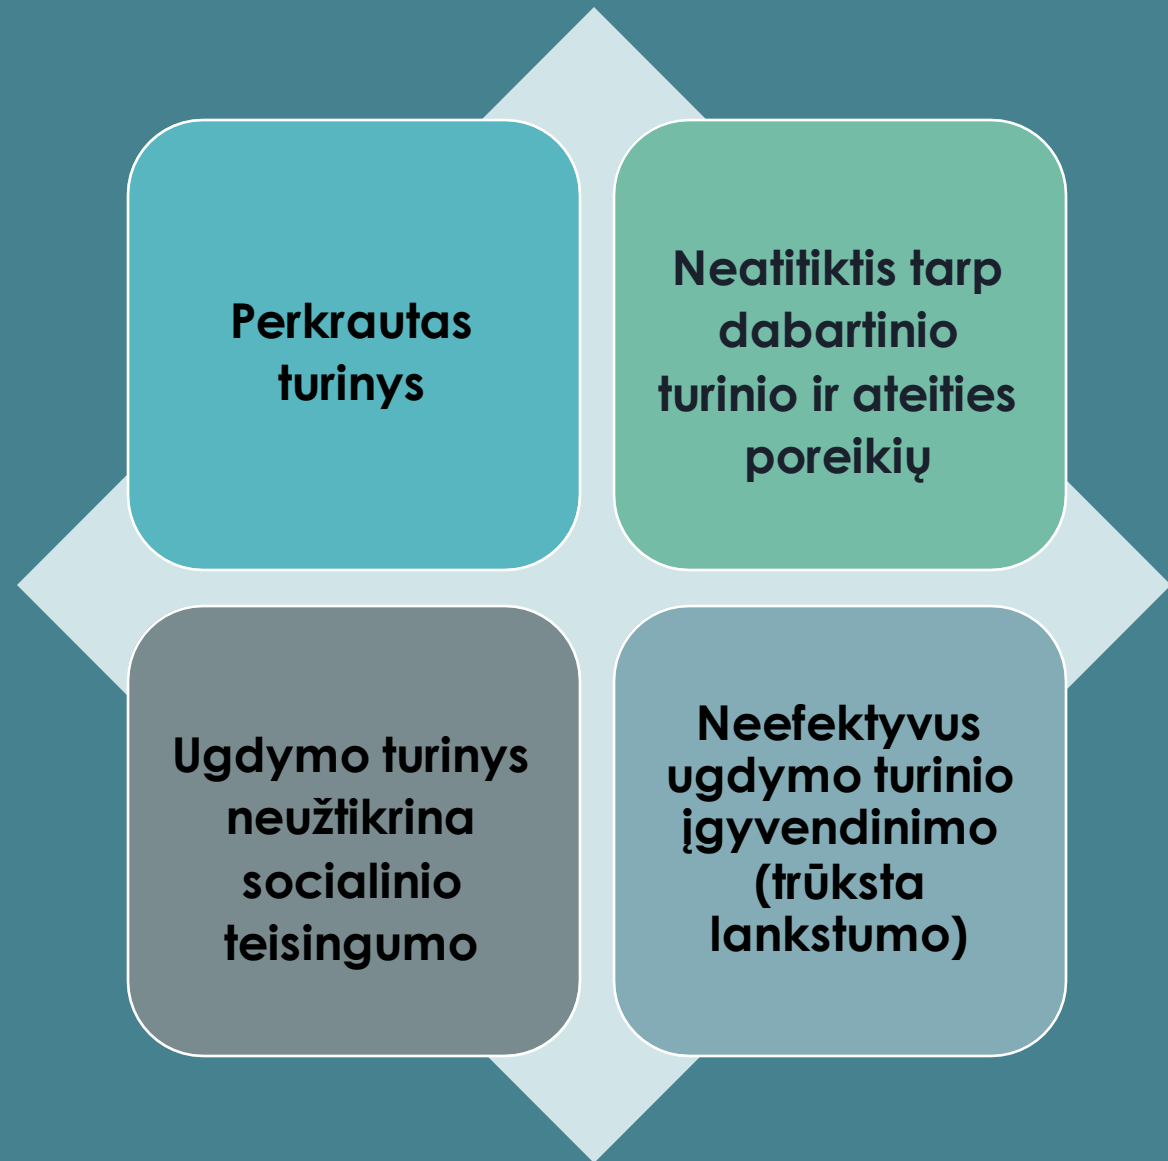 Perkrautas
turinys
Neatitiktis tarp
dabartinio
turinio ir ateities
poreikių
Ugdymo turinys
neužtikrina
socialinio
teisingumo
Neefektyvus
ugdymo turinio
įgyvendinimo
(trūksta
lankstumo)